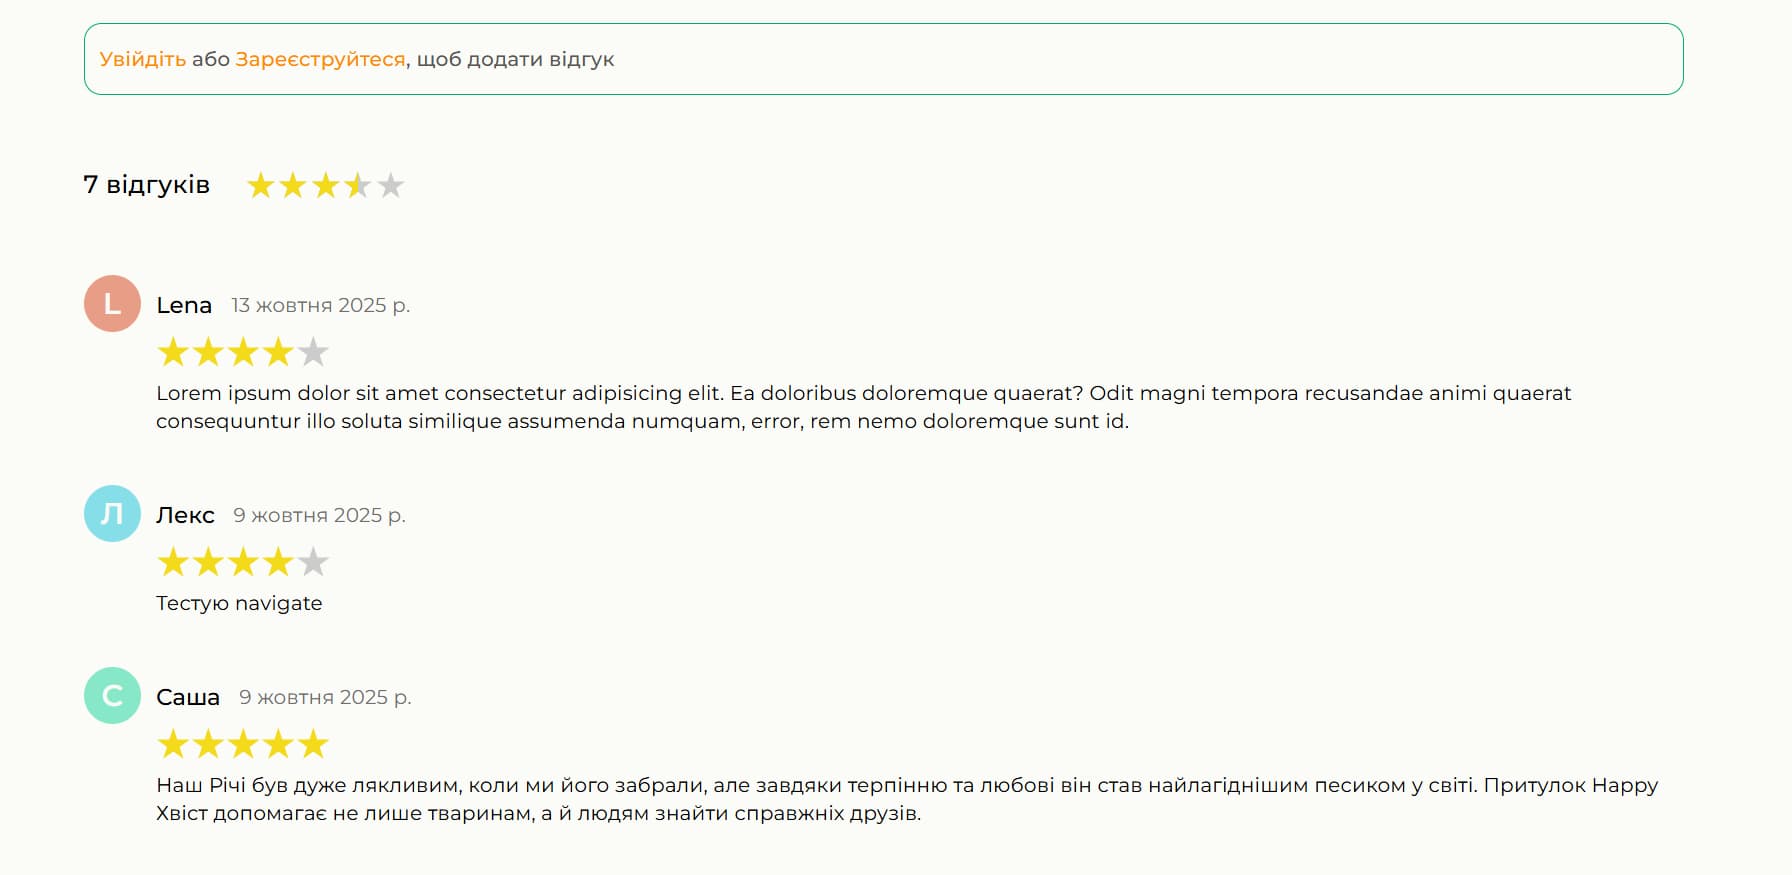 Увійдіть або Зареєструйтеся, щоб додати відгук
7 відгуків
L
Lena 13 жовтня 2025 р.
Lorem ipsum dolor sit amet consectetur adipisicing elit. Ea doloribus doloremque quaerat? Odit magni tempora recusandae animi quaerat
consequuntur illo soluta similique assumenda numquam, error, rem nemo doloremque sunt id.
Л
Лекс 9 жовтня 2025 р.
Тестую navigate
С
Саша 9 жовтня 2025 р.
Наш Річі був дуже лякливим, коли ми його забрали, але завдяки терпінню та любові він став найлагіднішим песиком у світі. Притулок Happy
Хвіст допомагає не лише тваринам, а й людям знайти справжніх друзів.